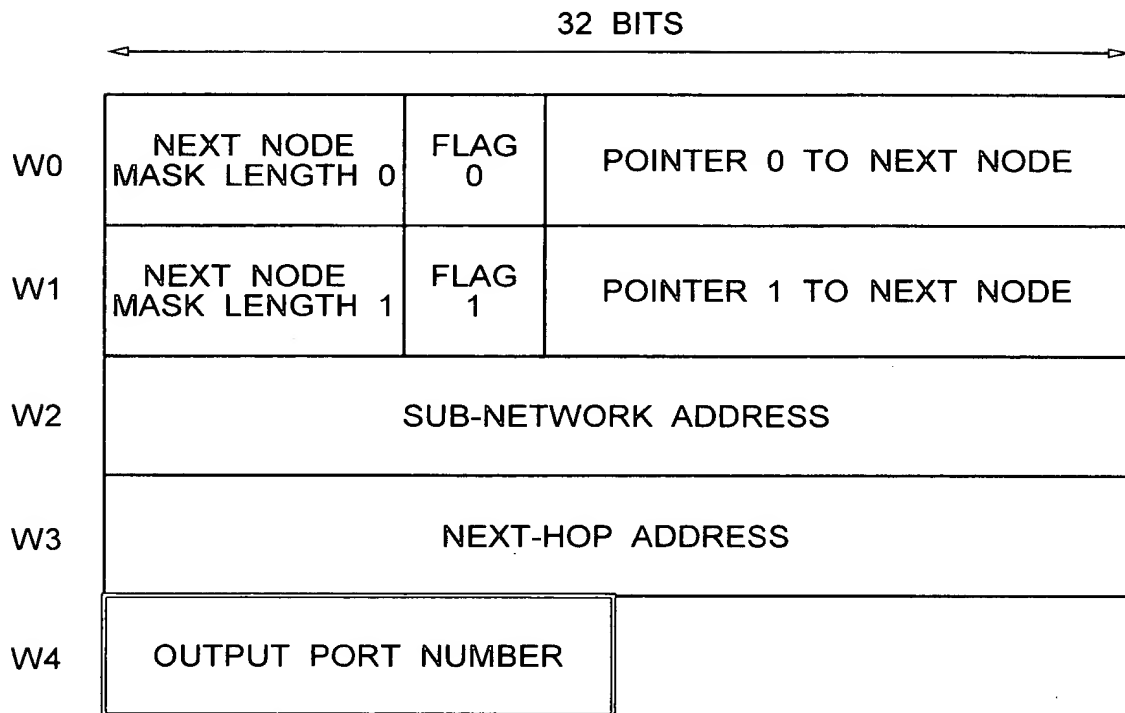 32 BITS
W0
NEXT NODE
MASK LENGTH 0
FLAG
0
POINTER 0 TO NEXT NODE
W1
NEXT NODE
MASK LENGTH 1
FLAG
1
POINTER 1 TO NEXT NODE
W2
SUB-NETWORK ADDRESS
W3
NEXT-HOP ADDRESS
W4
OUTPUT PORT NUMBER